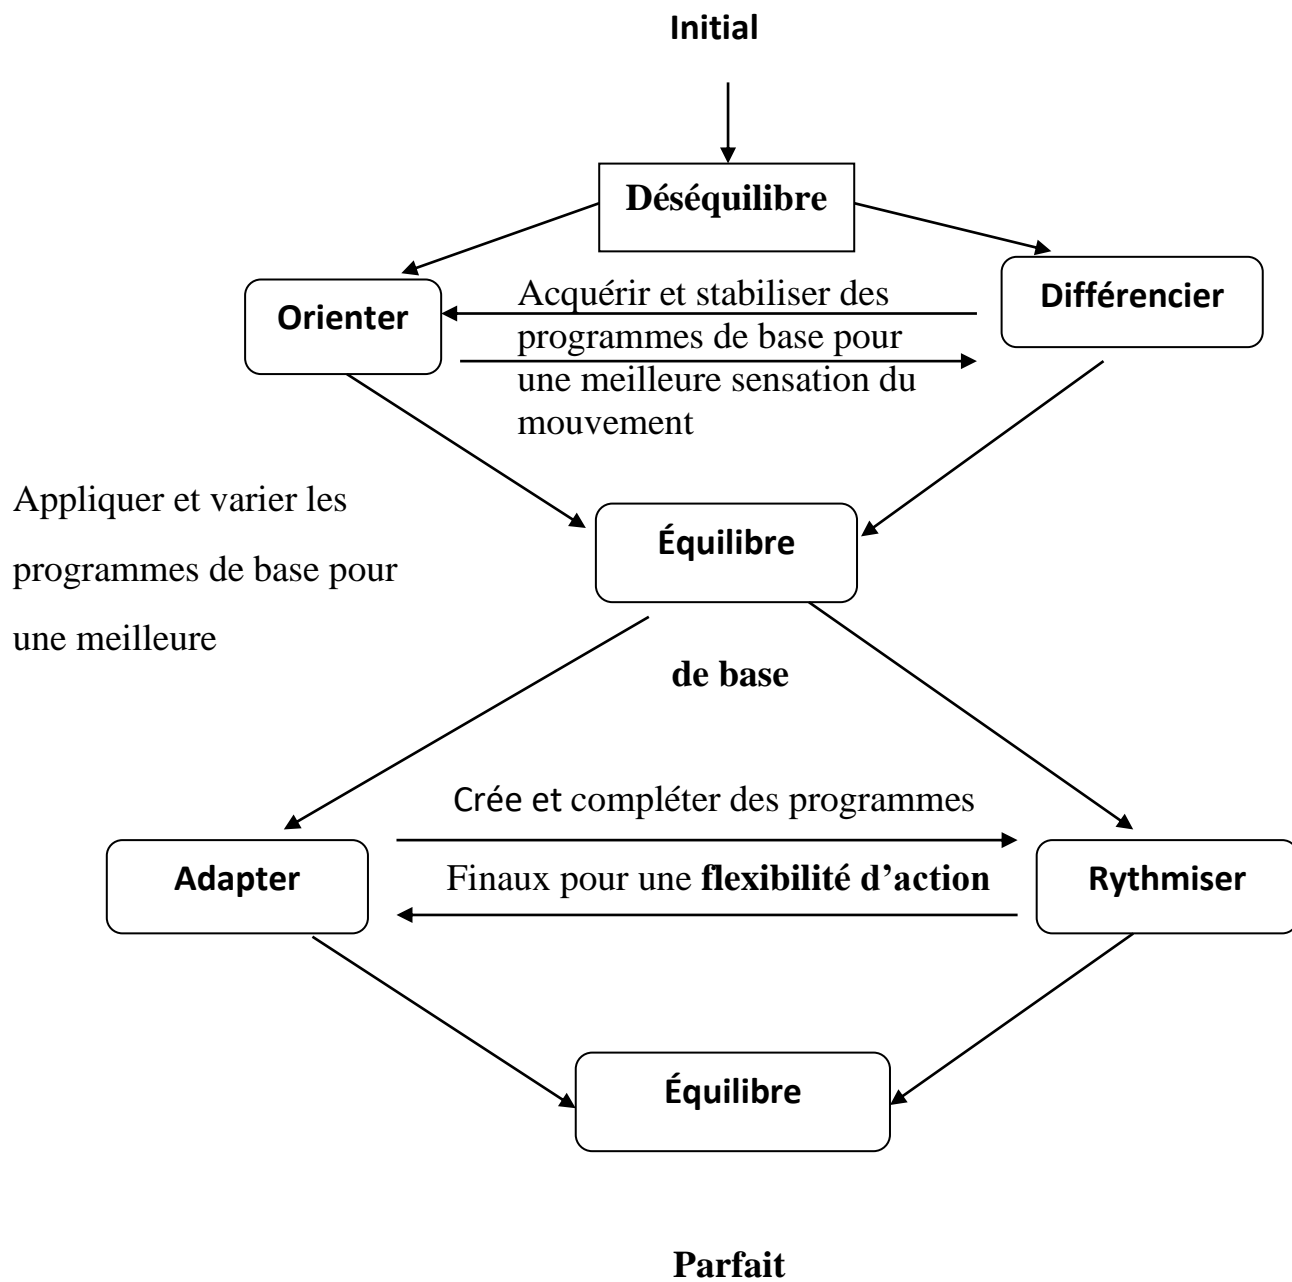 Initial
Déséquilibre
Orienter
Acquérir et stabiliser des
programmes de base pour
une meilleure sensation du
mouvement
Différencier
Appliquer et varier les
programmes de base pour
une meilleure
Équilibre
de base
Crée et compléter des programmes
Adapter
Finaux pour une flexibilité d’action
Rythmiser
Équilibre
Parfait